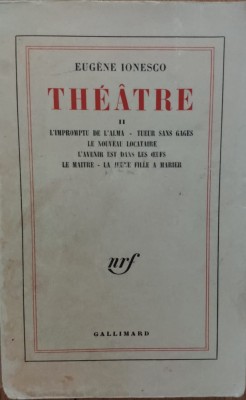 EUGÈNE IONESCO
THÉÂTRE
II
L'IMPROMPTU DE L'ALMA - TUEUR SANS GAGES
LE NOUVEAU LOCATAIRE
L'AVENIR EST DANS LES ŒUFS
LE MAITRE - LA JEUNE FILLE A MARIER
nrf
GALLIMARD